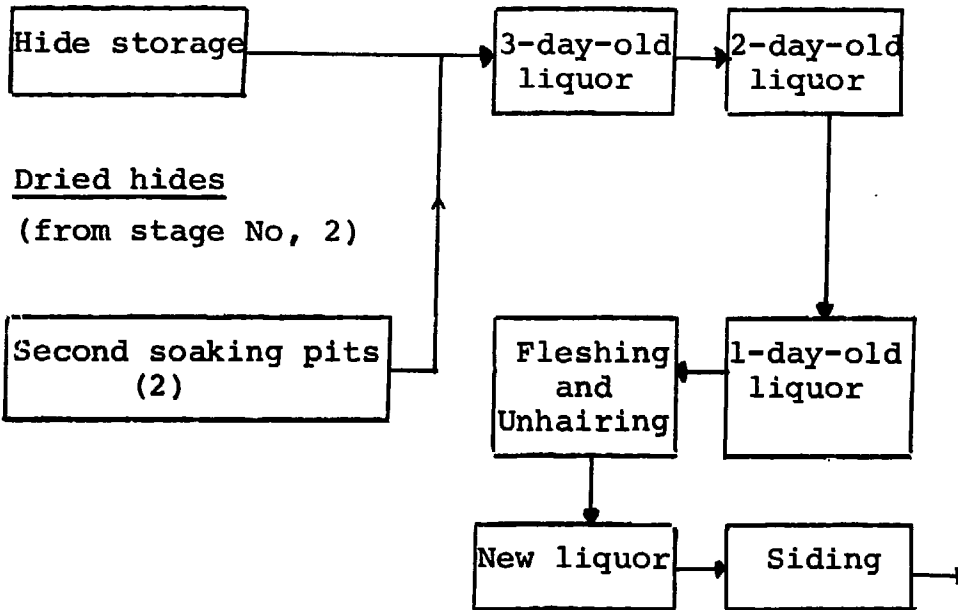 Hide storage
3-day-old
liquor
2-day-old
liquor
Dried hides
(from stage No, 2)
Second soaking pits
(2)
Fleshing
and
Unhairing
1-day-old
liquor
New liquor
Siding